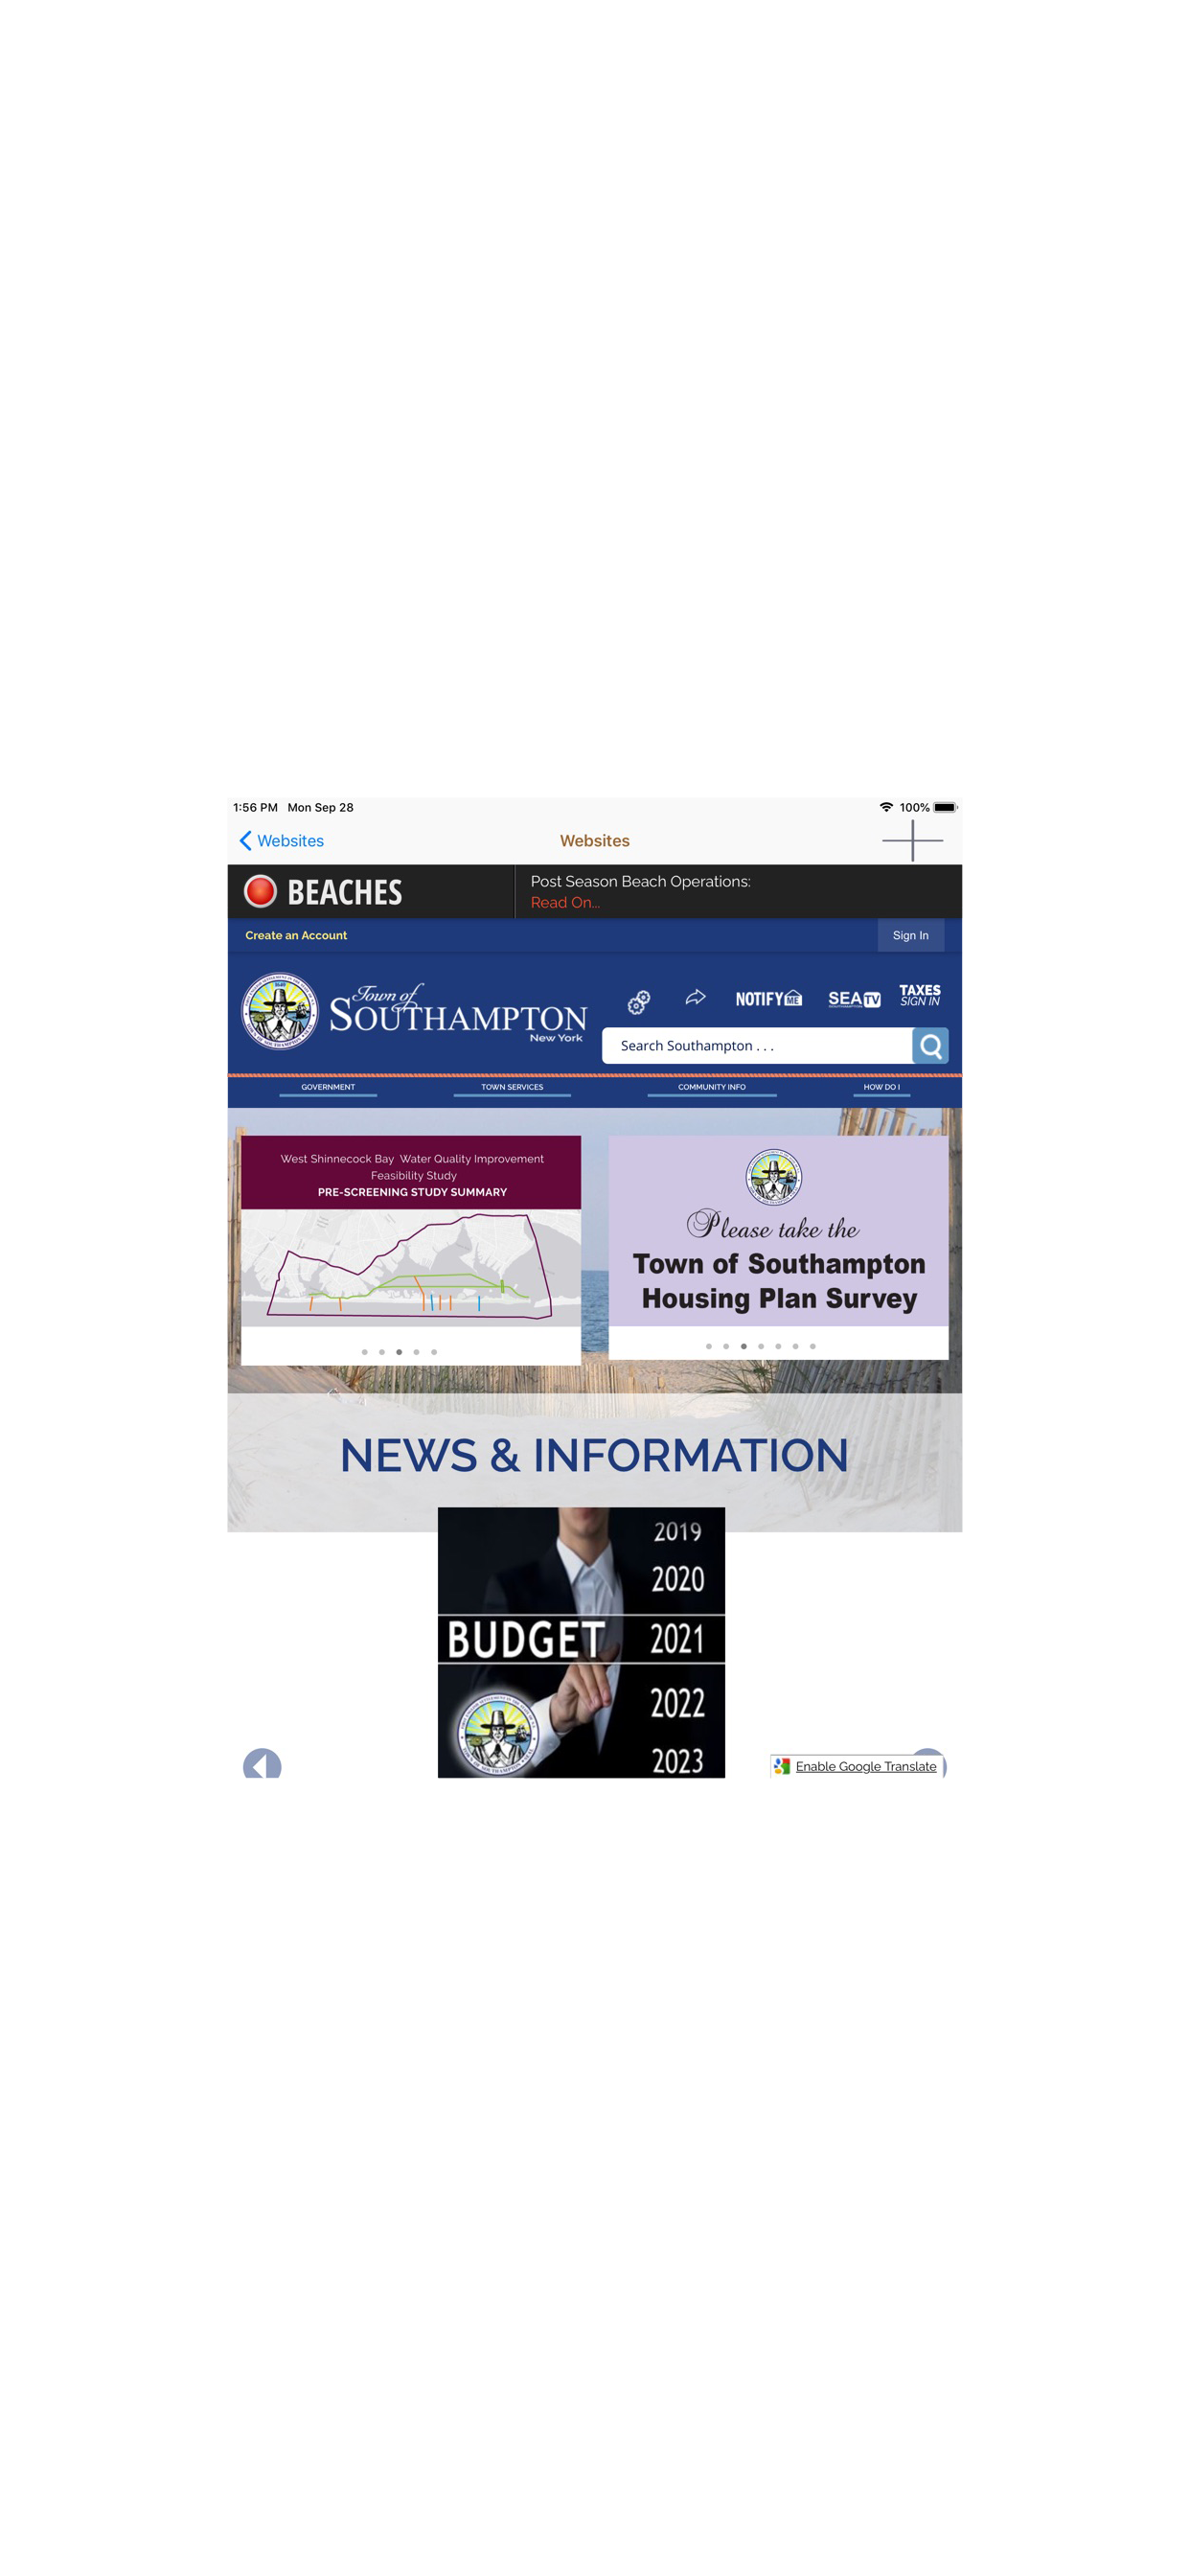 1:56 PM Mon Sep 28
100%
Websites
Websites
BEACHES
Post Season Beach Operations:
Read On...
Create an Account
Sign In
Town of
SOUTHAMPTON
New York
NOTIFY ME
SEA TV
TAXES
SIGN IN
Search Southampton . . .
GOVERNMENT
TOWN SERVICES
COMMUNITY INFO
HOW DO I
West Shinnecock Bay Water Quality Improvement
Feasibility Study
PRE-SCREENING STUDY SUMMARY
Please take the
Town of Southampton
Housing Plan Survey
NEWS & INFORMATION
2019
2020
BUDGET 2021
2022
2023
Enable Google Translate